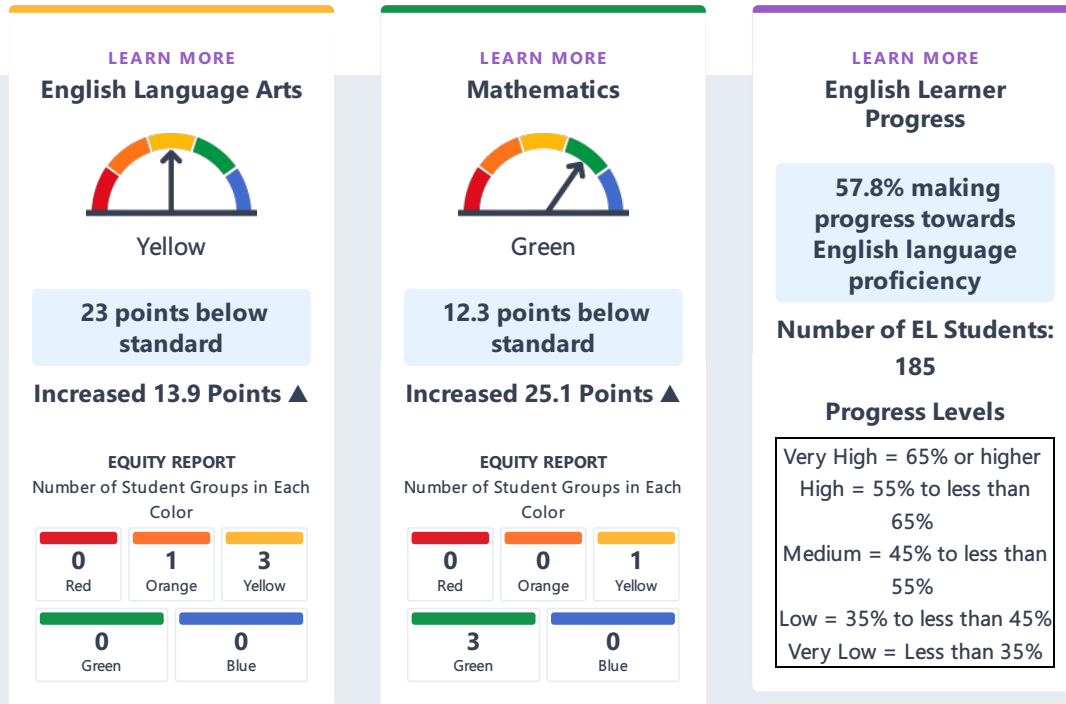 LEARN MORE
English Language Arts
Yellow
23 points below
standard
Increased 13.9 Points ▲
EQUITY REPORT
Number of Student Groups in Each
Color
0
Red
1
Orange
3
Yellow
0
Green
0
Blue
LEARN MORE
Mathematics
Green
12.3 points below
standard
Increased 25.1 Points ▲
EQUITY REPORT
Number of Student Groups in Each
Color
0
Red
0
Orange
1
Yellow
3
Green
0
Blue
LEARN MORE
English Learner
Progress
57.8% making
progress towards
English language
proficiency
Number of EL Students:
185
Progress Levels
Very High = 65% or higher
High = 55% to less than
65%
Medium = 45% to less than
55%
Low = 35% to less than 45%
Very Low = Less than 35%